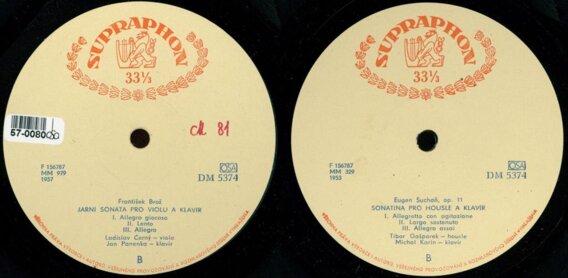 SUPRAPHON
33⅓
57-0080
M 81
F 156787
MM 979
1957
OSA
DM 5374
František Brož
JARNÍ SONATA PRO VIOLU A KLAVÍR
I. Allegro giocoso
II. Lento
III. Allegro
Ladislav Černý – viola
Jan Panenka – klavír
B
SUPRAPHON
33⅓
F 156787
MM 329
1953
OSA
DM 5374
Eugen Suchoň, op. 11
SONATINA PRO HOUSLE A KLAVÍR
I. Allegretto con agitazione
II. Largo sostenuto
III. Allegro assai
Tibor Gašparek – housle
Michal Karin – klavír
B